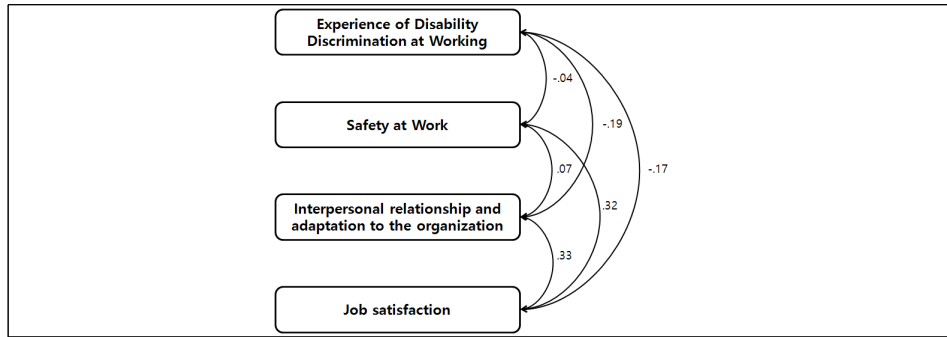 Experience of Disability
Discrimination at Working
-.04
Safety at Work
-.19
.07
-.17
Interpersonal relationship and
adaptation to the organization
.32
.33
Job satisfaction